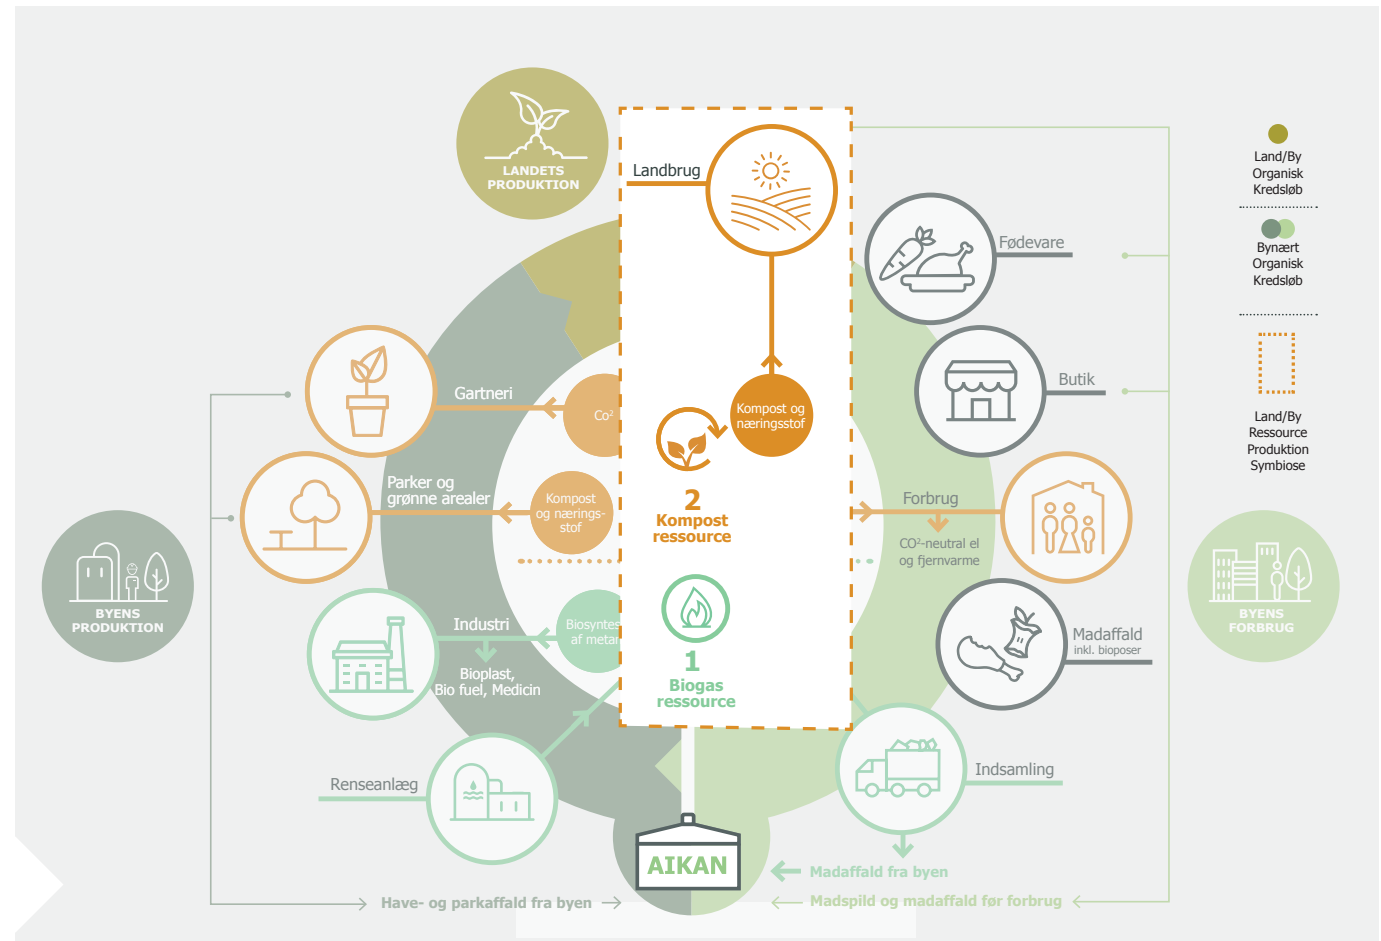 LANDETS
PRODUKTION
Landbrug
Fødevare
Butik
Gartneri
Co²
Kompost og
næringsstof
Parker og
grønne arealer
Kompost
og nærings-
stof
2
Kompost
ressource
Forbrug
CO²-neutral el
og fjernvarme
BYENS
PRODUKTION
BYENS
FORBRUG
Industri
Biosyntes
af metan
Bioplast,
Bio fuel, Medicin
1
Biogas
ressource
Madaffald
inkl. bioposer
Renseanlæg
Indsamling
AIKAN
Madaffald fra byen
Have- og parkaffald fra byen
Madspild og madaffald før forbrug
Land/By
Organisk
Kredsløb
Bynært
Organisk
Kredsløb
Land/By
Ressource
Produktion
Symbiose